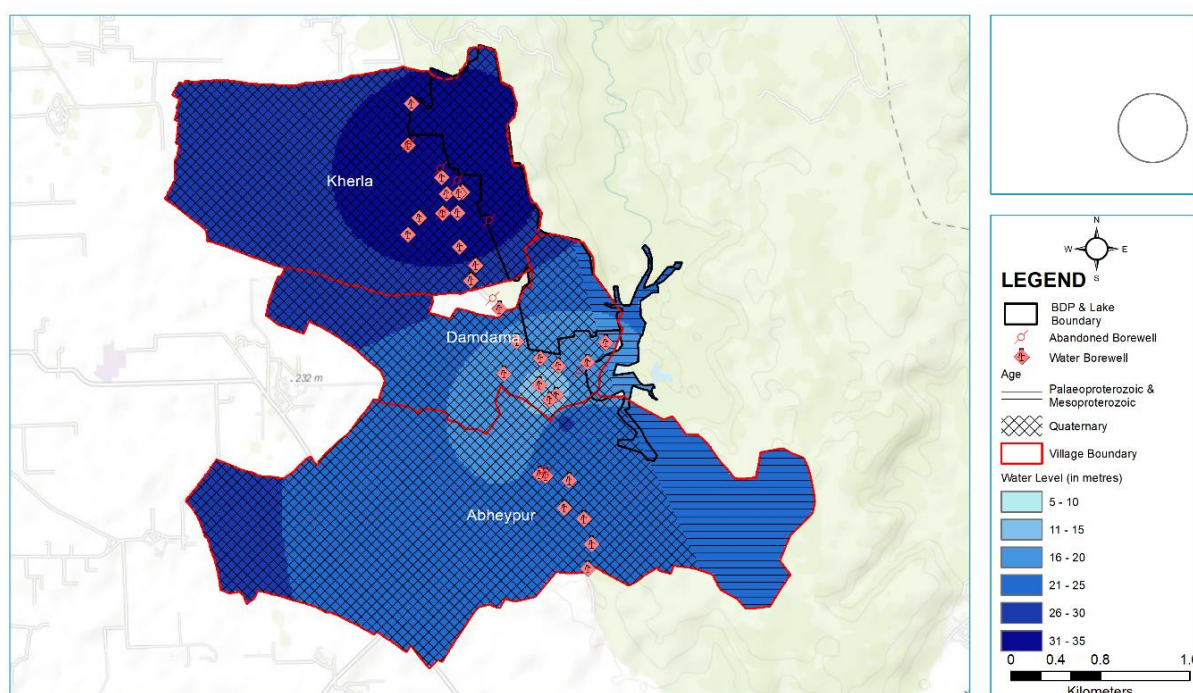 Kherla
Damdama
232 m
Abheypur
N
W E
S
LEGEND
BDP & Lake
Boundary
Abandoned Borewell
Water Borewell
Age
Palaeoproterozoic &
Mesoproterozoic
Quaternary
Village Boundary
Water Level (in metres)
5 - 10
11 - 15
16 - 20
21 - 25
26 - 30
31 - 35
0 0.4 0.8
Kilometers